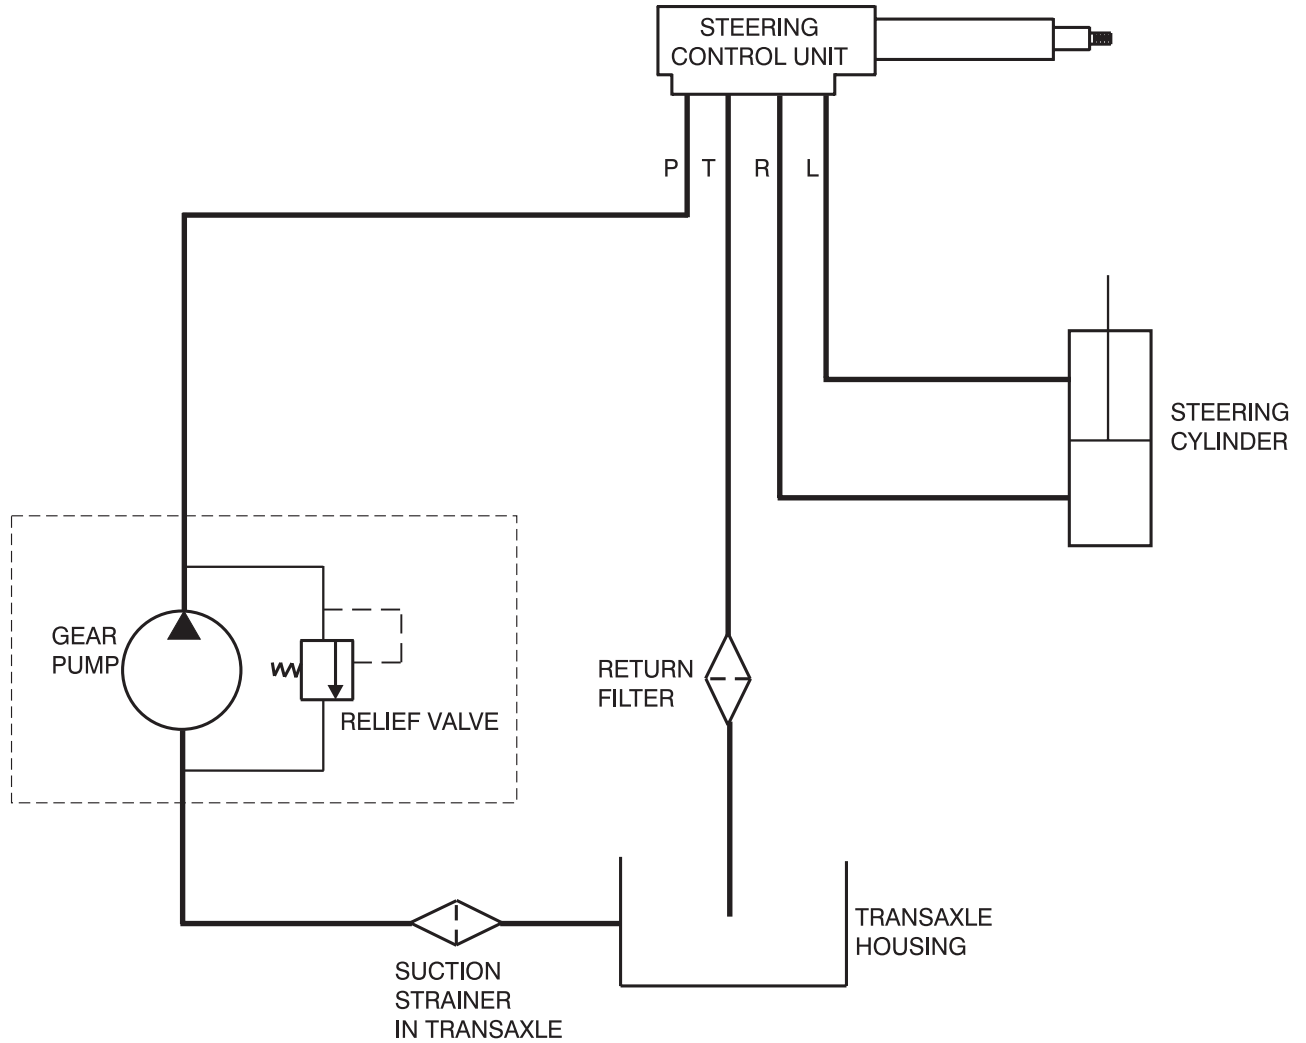 STEERING
CONTROL UNIT
P T R L
STEERING
CYLINDER
GEAR
PUMP
RELIEF VALVE
RETURN
FILTER
TRANSAXLE
HOUSING
SUCTION
STRAINER
IN TRANSAXLE